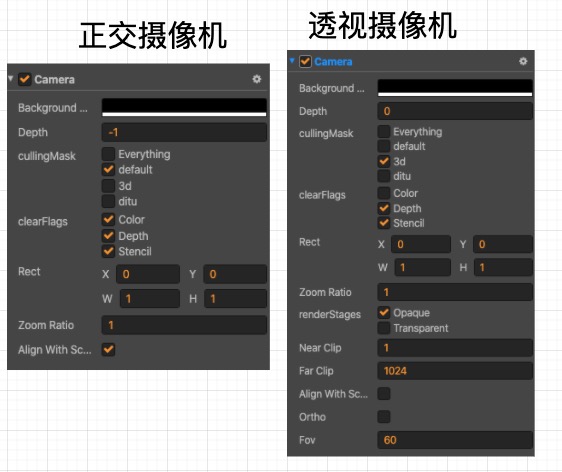 正交摄像机
Camera
Background ...
Depth -1
cullingMask Everything
default
3d
ditu
clearFlags Color
Depth
Stencil
Rect X 0 Y 0
W 1 H 1
Zoom Ratio 1
Align With Sc...
透视摄像机
Camera
Background ...
Depth 0
cullingMask Everything
default
3d
ditu
clearFlags Color
Depth
Stencil
Rect X 0 Y 0
W 1 H 1
Zoom Ratio 1
renderStages Opaque
Transparent
Near Clip 1
Far Clip 1024
Align With Sc...
Ortho
Fov 60